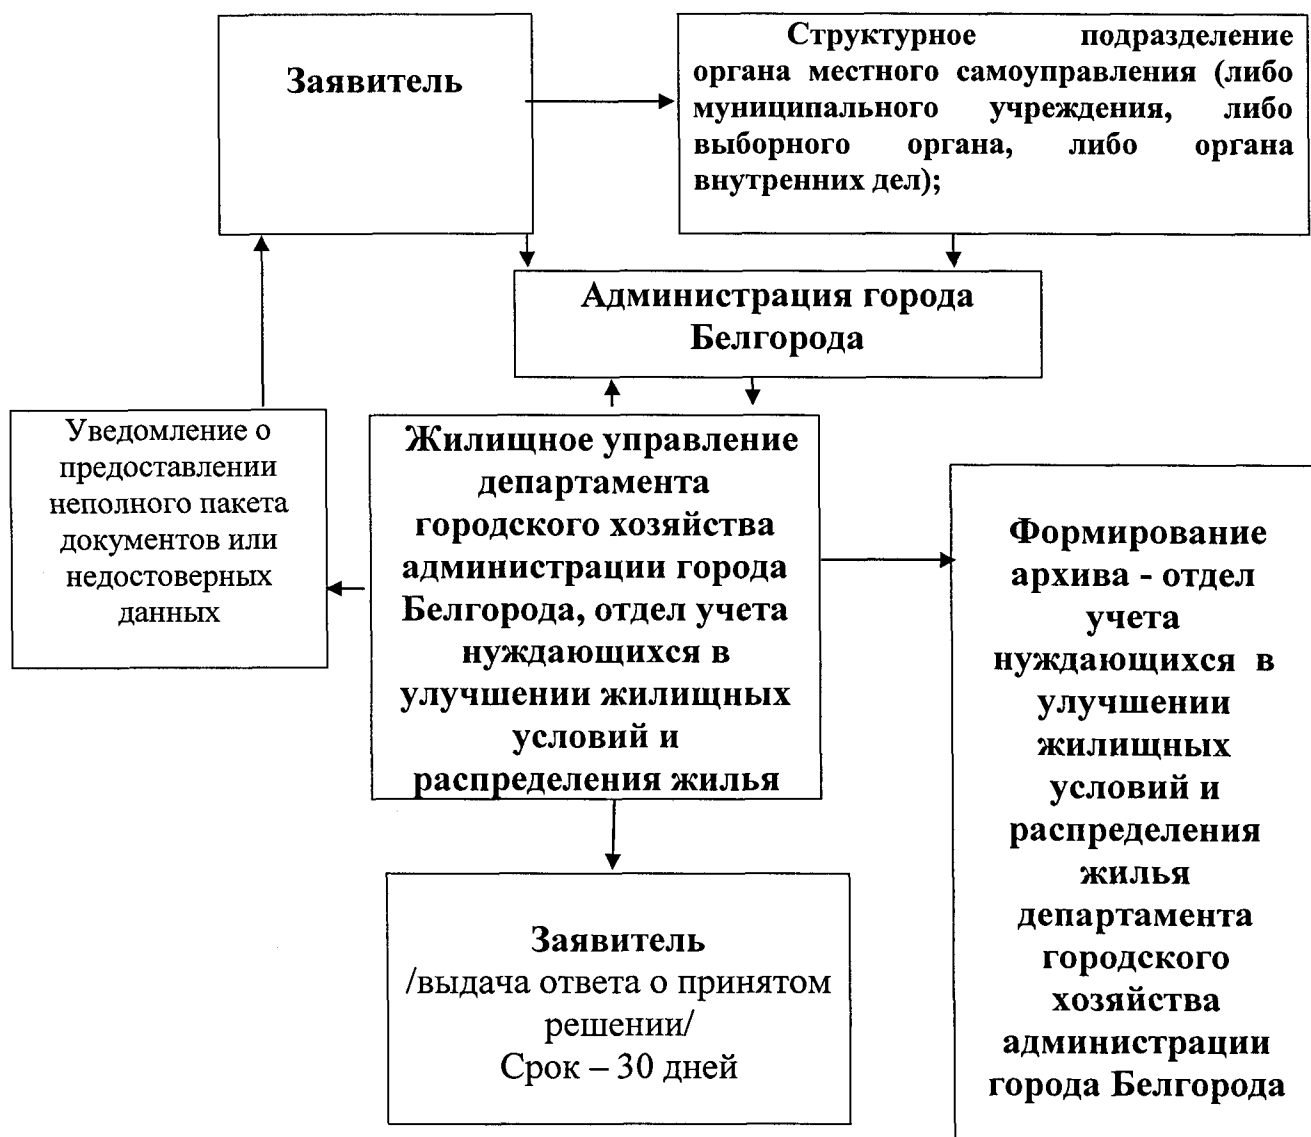 Заявитель
Структурное подразделение
органа местного самоуправления (либо
муниципального учреждения, либо
выборного органа, либо органа
внутренних дел);
Администрация города
Белгорода
Уведомление о
предоставлении
неполного пакета
документов или
недостоверных
данных
Жилищное управление
департамента
городского хозяйства
администрации города
Белгорода, отдел учета
нуждающихся в
улучшении жилищных
условий и
распределения жилья
Формирование
архива - отдел
учета
нуждающихся в
улучшении
жилищных
условий и
распределения
жилья
департамента
городского
хозяйства
администрации
города Белгорода
Заявитель
/выдача ответа о принятом
решении/
Срок – 30 дней